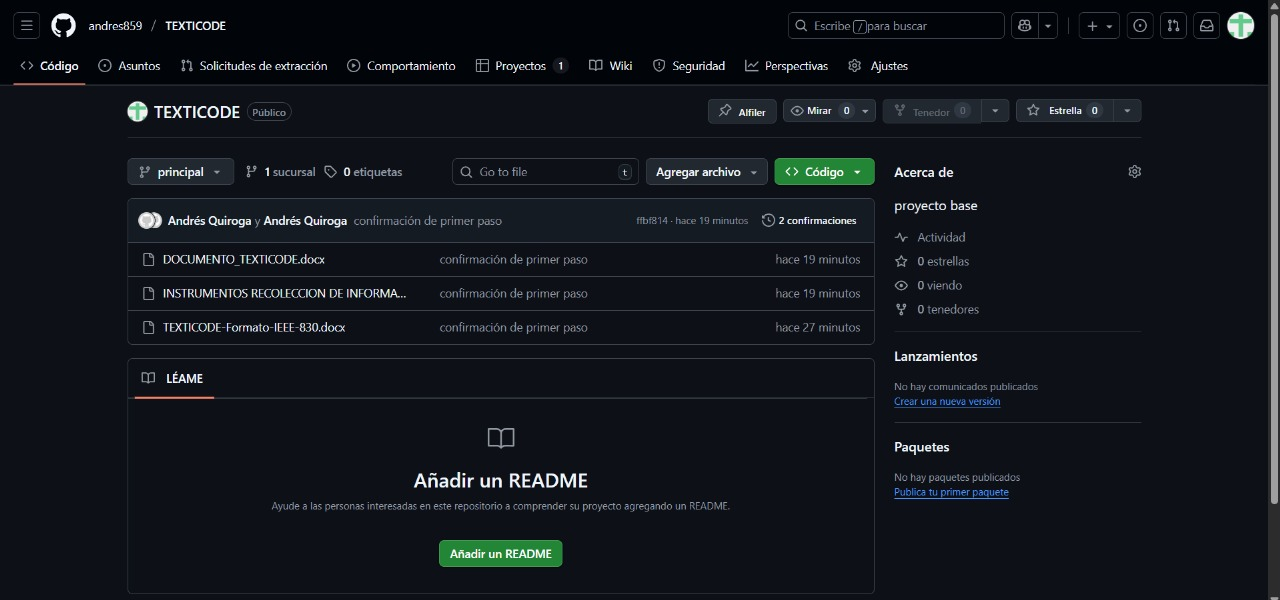 andres859 / TEXTICODE
Escribe / para buscar
Código
Asuntos
Solicitudes de extracción
Comportamiento
Proyectos 1
Wiki
Seguridad
Perspectivas
Ajustes
TEXTICODE Público
Alfiler
Mirar 0
Tenedor 0
Estrella 0
principal
1 sucursal
0 etiquetas
Go to file t
Agregar archivo
Código
Andrés Quiroga y Andrés Quiroga confirmación de primer paso
ffbf814 · hace 19 minutos
2 confirmaciones
DOCUMENTO_TEXTICODE.docx confirmación de primer paso hace 19 minutos
INSTRUMENTOS RECOLECCION DE INFORMA... confirmación de primer paso hace 19 minutos
TEXTICODE-Formato-IEEE-830.docx confirmación de primer paso hace 27 minutos
LÉAME
Añadir un README
Ayude a las personas interesadas en este repositorio a comprender su proyecto agregando un README.
Añadir un README
Acerca de
proyecto base
Actividad
0 estrellas
0 viendo
0 tenedores
Lanzamientos
No hay comunicados publicados
Crear una nueva versión
Paquetes
No hay paquetes publicados
Publica tu primer paquete